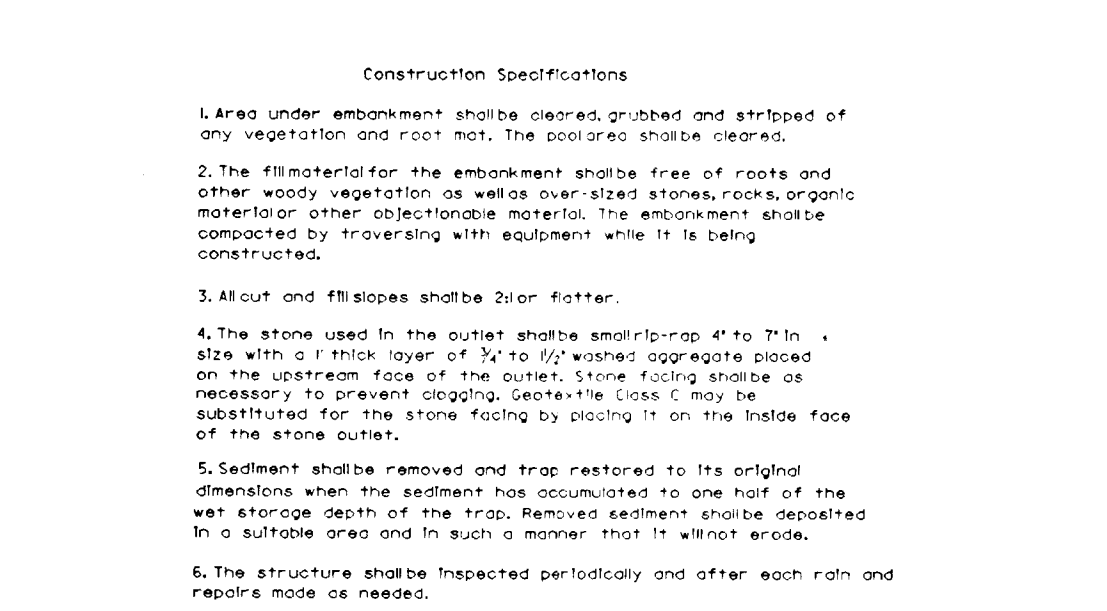 Construction Specifications
1. Area under embankment shall be cleared, grubbed and stripped of
any vegetation and root mat. The pool area shall be cleared.
2. The fill material for the embankment shall be free of roots and
other woody vegetation as well as over-sized stones, rocks, organic
material or other objectionable material. The embankment shall be
compacted by traversing with equipment while it is being
constructed.
3. All cut and fill slopes shall be 2:1 or flatter.
4. The stone used in the outlet shall be small rip-rap 4" to 7" in
size with a 1' thick layer of 3/4" to 1 1/2" washed aggregate placed
on the upstream face of the outlet. Stone facing shall be as
necessary to prevent clogging. Geotextile Class C may be
substituted for the stone facing by placing it on the inside face
of the stone outlet.
5. Sediment shall be removed and trap restored to its original
dimensions when the sediment has accumulated to one half of the
wet storage depth of the trap. Removed sediment shall be deposited
in a suitable area and in such a manner that it will not erode.
6. The structure shall be inspected periodically and after each rain and
repairs made as needed.